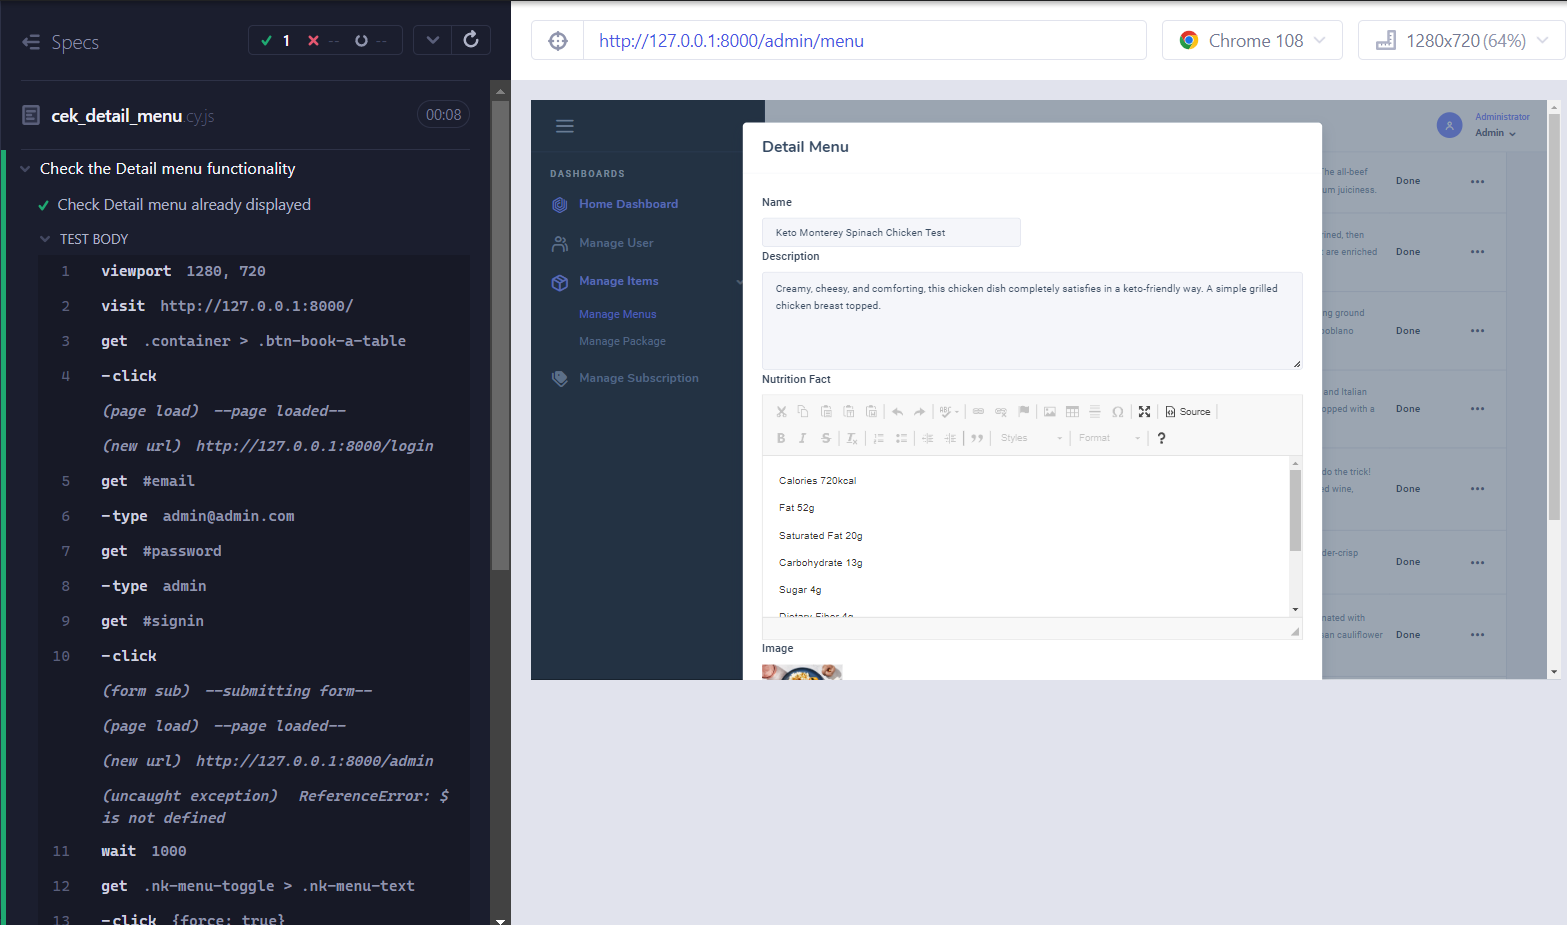 Specs
1 -- --
cek_detail_menu.cy.js 00:08
Check the Detail menu functionality
Check Detail menu already displayed
TEST BODY
1 viewport 1280, 720
2 visit http://127.0.0.1:8000/
3 get .container > .btn-book-a-table
4 -click
(page load) --page loaded--
(new url) http://127.0.0.1:8000/login
5 get #email
6 -type admin@admin.com
7 get #password
8 -type admin
9 get #signin
10 -click
(form sub) --submitting form--
(page load) --page loaded--
(new url) http://127.0.0.1:8000/admin
(uncaught exception) ReferenceError: $
is not defined
11 wait 1000
12 get .nk-menu-toggle > .nk-menu-text
13 -click {force: true}
http://127.0.0.1:8000/admin/menu
Chrome 108
1280x720 (64%)
DASHBOARDS
Home Dashboard
Manage User
Manage Items
Manage Menus
Manage Package
Manage Subscription
Administrator
Admin
Detail Menu
Name
Keto Monterey Spinach Chicken Test
Description
Creamy, cheesy, and comforting, this chicken dish completely satisfies in a keto-friendly way. A simple grilled
chicken breast topped.
Nutrition Fact
Source
B I S Tx
Styles Format ?
Calories 720kcal
Fat 52g
Saturated Fat 20g
Carbohydrate 13g
Sugar 4g
Dietary Fiber 4g
Image
The all-beef
um juiciness. Done
rined, then
are enriched Done
ng ground
poblano Done
and Italian
opped with a Done
do the trick!
ed wine, Done
der-crisp
Done
nated with
an cauliflower Done